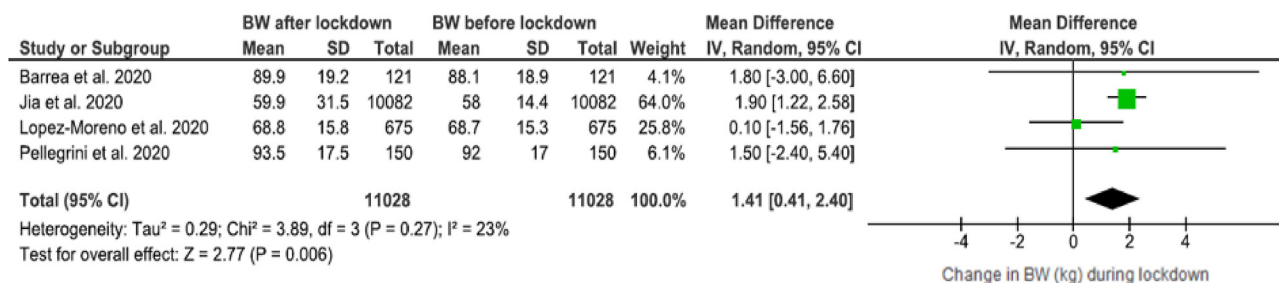 BW after lockdown BW before lockdown Mean Difference Mean Difference
Study or Subgroup Mean SD Total Mean SD Total Weight IV, Random, 95% CI IV, Random, 95% CI
Barrea et al. 2020 89.9 19.2 121 88.1 18.9 121 4.1% 1.80 [-3.00, 6.60]
Jia et al. 2020 59.9 31.5 10082 58 14.4 10082 64.0% 1.90 [1.22, 2.58]
Lopez-Moreno et al. 2020 68.8 15.8 675 68.7 15.3 675 25.8% 0.10 [-1.56, 1.76]
Pellegrini et al. 2020 93.5 17.5 150 92 17 150 6.1% 1.50 [-2.40, 5.40]
Total (95% CI) 11028 11028 100.0% 1.41 [0.41, 2.40]
Heterogeneity: Tau² = 0.29; Chi² = 3.89, df = 3 (P = 0.27); I² = 23%
Test for overall effect: Z = 2.77 (P = 0.006)
-4 -2 0 2 4
Change in BW (kg) during lockdown